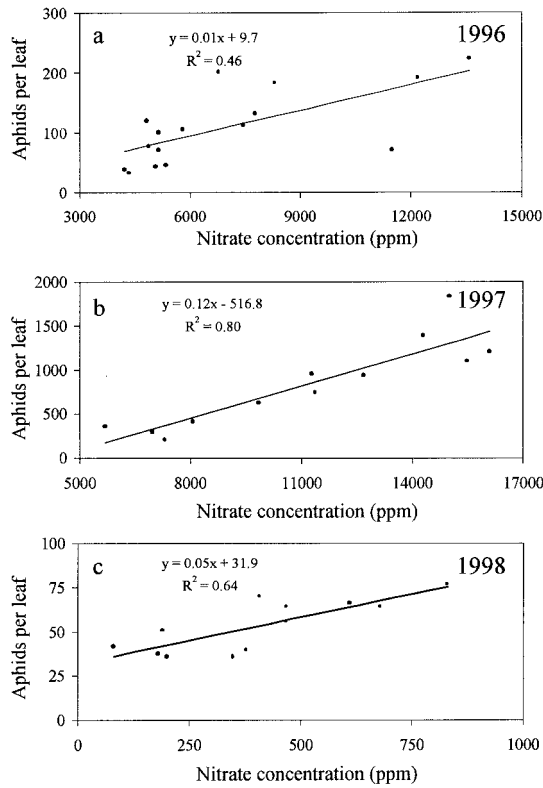 a
1996
y = 0.01x + 9.7
R² = 0.46
Aphids per leaf
300
200
100
0
3000 6000 9000 12000 15000
Nitrate concentration (ppm)
b
1997
y = 0.12x - 516.8
R² = 0.80
Aphids per leaf
2000
1500
1000
500
0
5000 8000 11000 14000 17000
Nitrate concentration (ppm)
c
1998
y = 0.05x + 31.9
R² = 0.64
Aphids per leaf
100
75
50
25
0
0 250 500 750 1000
Nitrate concentration (ppm)